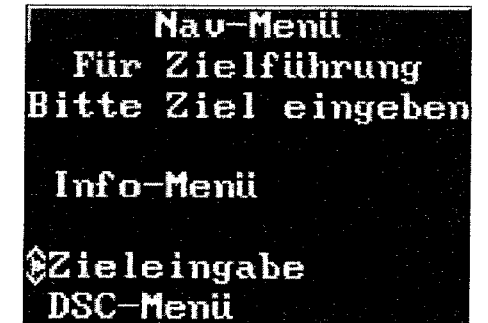 Nav-Menü
Für Zielführung
Bitte Ziel eingeben
Info-Menü
Zieleingabe
DSC-Menü